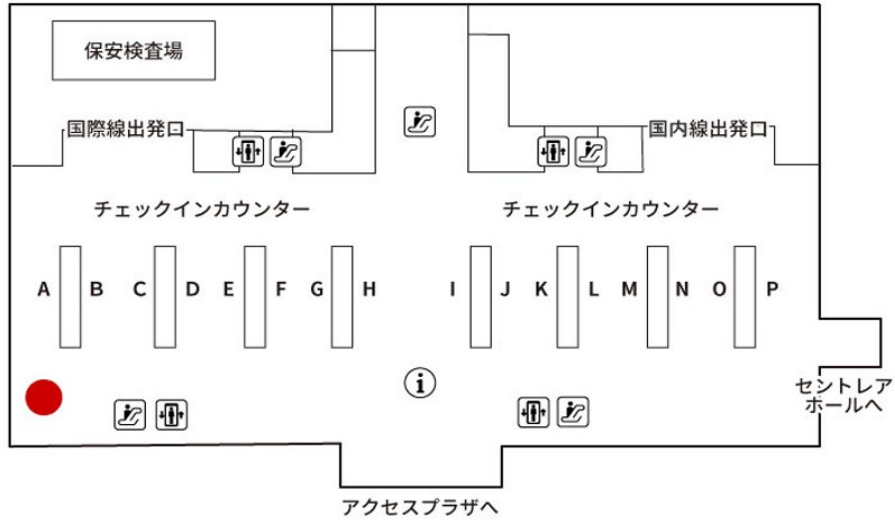 保安検査場
国際線出発口
国内線出発口
チェックインカウンター
チェックインカウンター
A B C D E F G H I J K L M N O P
i
セントレア
ホールへ
アクセスプラザへ